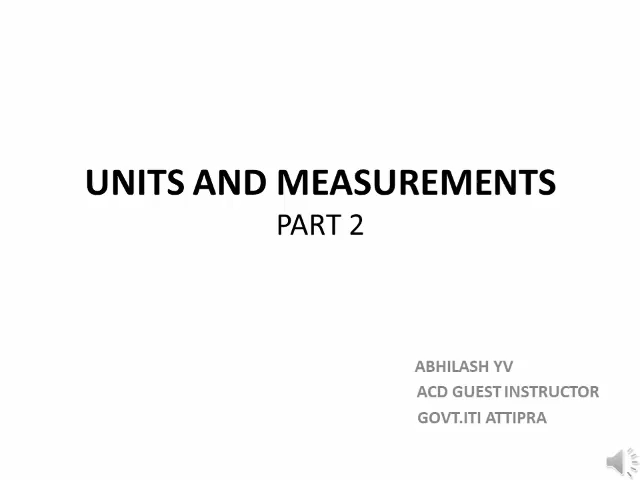 UNITS AND MEASUREMENTS
PART 2
ABHILASH YV
ACD GUEST INSTRUCTOR
GOVT.ITI ATTIPRA